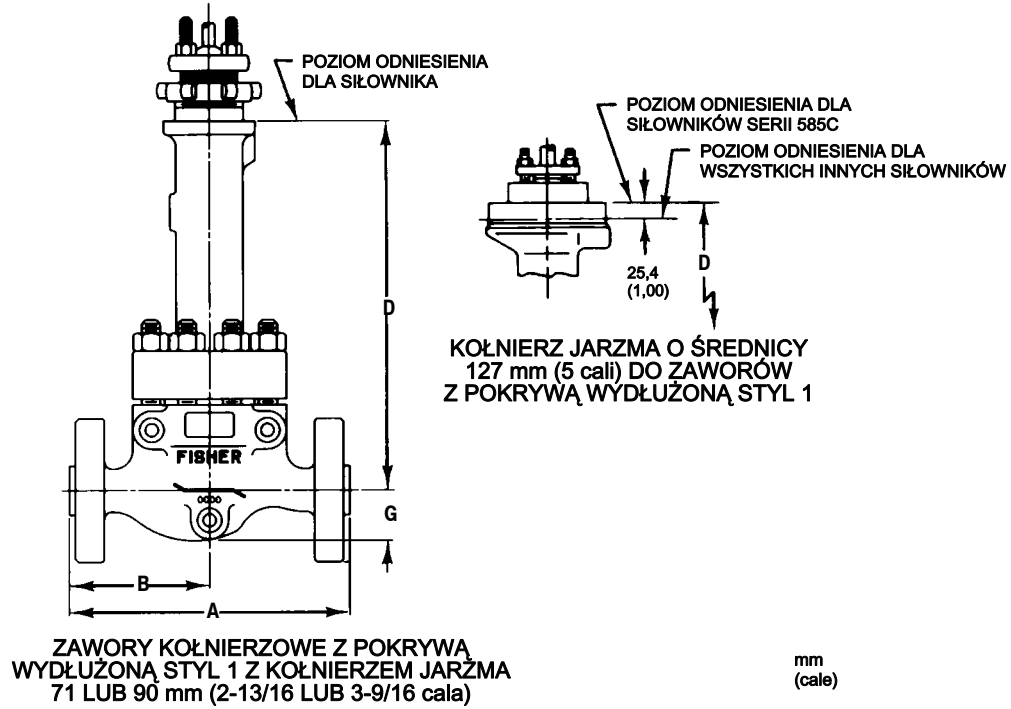 POZIOM ODNIESIENIA
DLA SIŁOWNIKA
POZIOM ODNIESIENIA DLA
SIŁOWNIKÓW SERII 585C
POZIOM ODNIESIENIA DLA
WSZYSTKICH INNYCH SIŁOWNIKÓW
25,4
(1,00)
D
D
KOŁNIERZ JARZMA O ŚREDNICY
127 mm (5 cali) DO ZAWORÓW
Z POKRYWĄ WYDŁUŻONĄ STYL 1
FISHER
G
B
A
ZAWORY KOŁNIERZOWE Z POKRYWĄ
WYDŁUŻONĄ STYL 1 Z KOŁNIERZEM JARZMA
71 LUB 90 mm (2-13/16 LUB 3-9/16 cala)
mm
(cale)